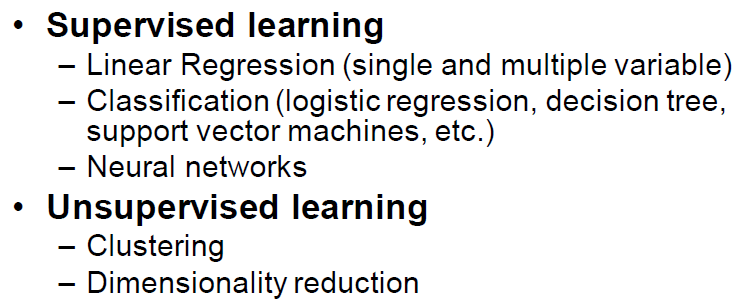 • Supervised learning
– Linear Regression (single and multiple variable)
– Classification (logistic regression, decision tree,
support vector machines, etc.)
– Neural networks
• Unsupervised learning
– Clustering
– Dimensionality reduction